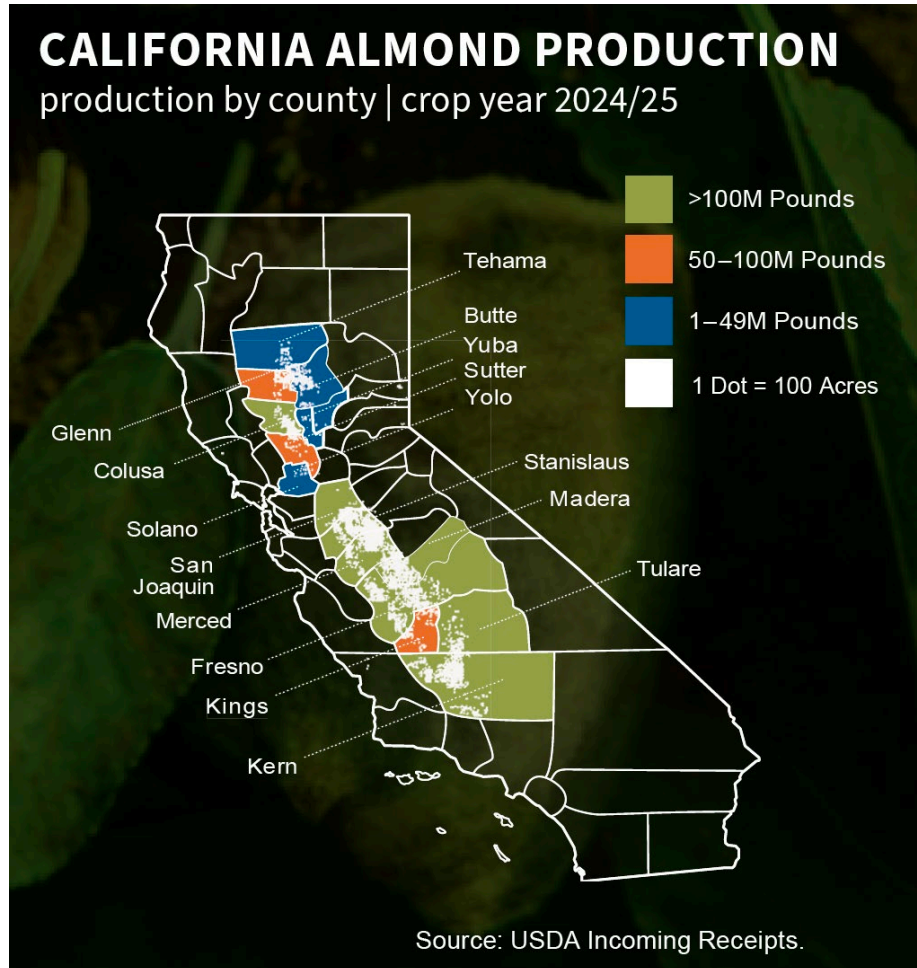 CALIFORNIA ALMOND PRODUCTION
production by county | crop year 2024/25
>100M Pounds
50–100M Pounds
1–49M Pounds
1 Dot = 100 Acres
Tehama
Butte
Yuba
Sutter
Yolo
Glenn
Colusa
Stanislaus
Madera
Solano
San
Joaquin
Tulare
Merced
Fresno
Kings
Kern
Source: USDA Incoming Receipts.